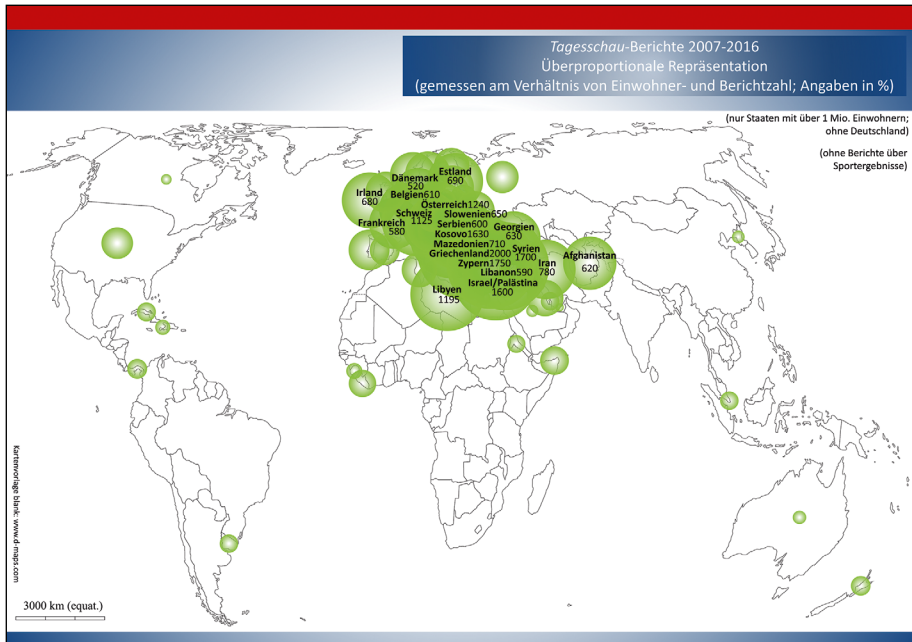 Tagesschau-Berichte 2007-2016
Überproportionale Repräsentation
(gemessen am Verhältnis von Einwohner- und Berichtzahl; Angaben in %)
(nur Staaten mit über 1 Mio. Einwohnern;
ohne Deutschland)
(ohne Berichte über
Sportergebnisse)
Estland
690
Dänemark
520
Irland
680
Belgien610
Österreich1240
Schweiz
1125
Slowenien650
Frankreich
580
Serbien600
Georgien
630
Kosovo1630
Mazedonien710
Syrien
1700
Griechenland2000
Afghanistan
620
Zypern1750
Iran
780
Libanon590
Israel/Palästina
1600
Libyen
1195
Kartenvorlage blank: www.d-maps.com
3000 km (equat.)